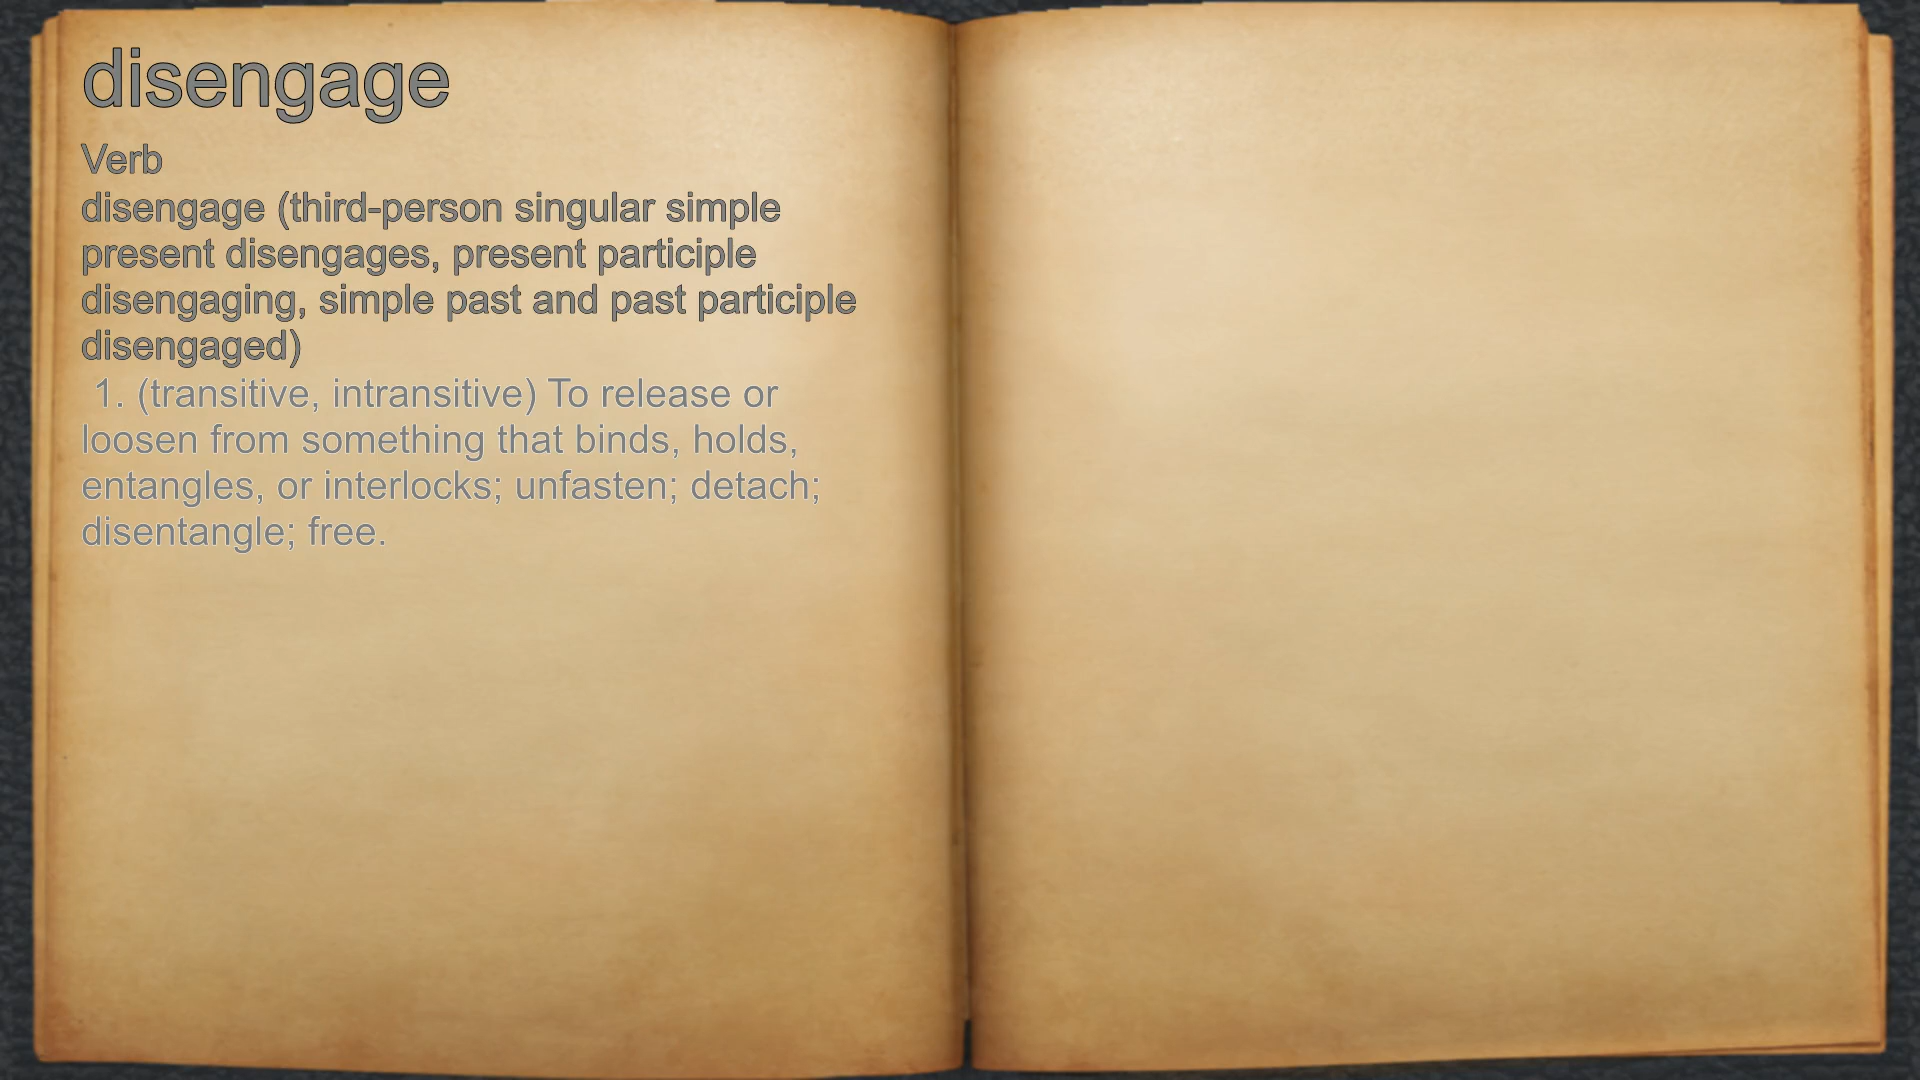 disengage
Verb
disengage (third-person singular simple
present disengages, present participle
disengaging, simple past and past participle
disengaged)
1. (transitive, intransitive) To release or
loosen from something that binds, holds,
entangles, or interlocks; unfasten; detach;
disentangle; free.